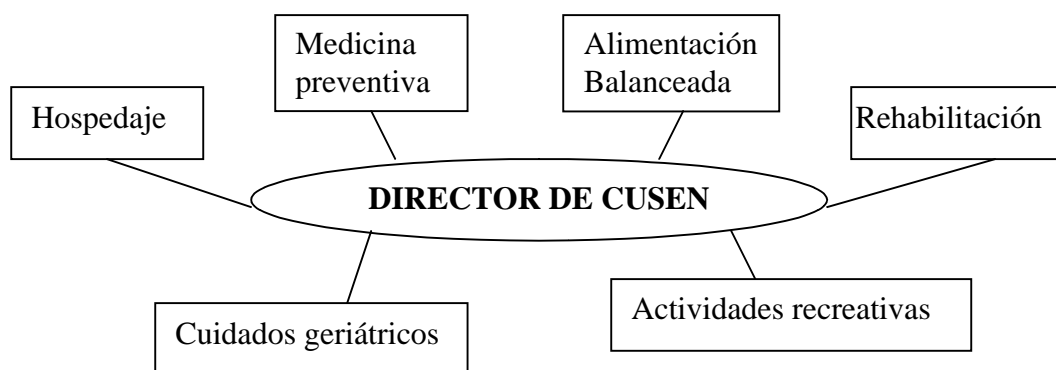 Medicina
preventiva
Alimentación
Balanceada
Hospedaje
Rehabilitación
DIRECTOR DE CUSEN
Cuidados geriátricos
Actividades recreativas